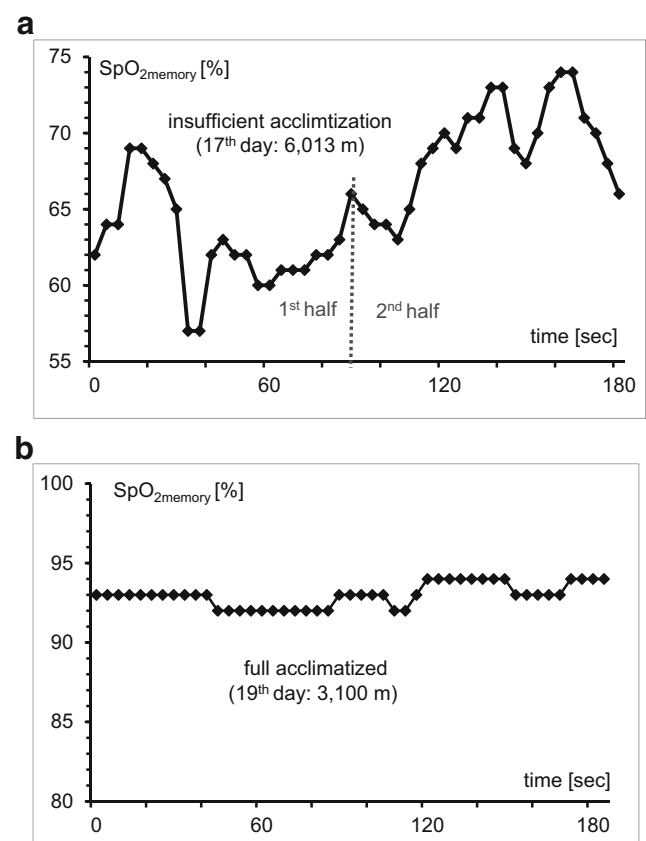 a
75
SpO2memory [%]
insufficient acclimtization
(17th day: 6,013 m)
70
65
60
1st half
2nd half
time [sec]
55
0
60
120
180
b
100
SpO2memory [%]
95
90
full acclimatized
(19th day: 3,100 m)
85
time [sec]
80
0
60
120
180